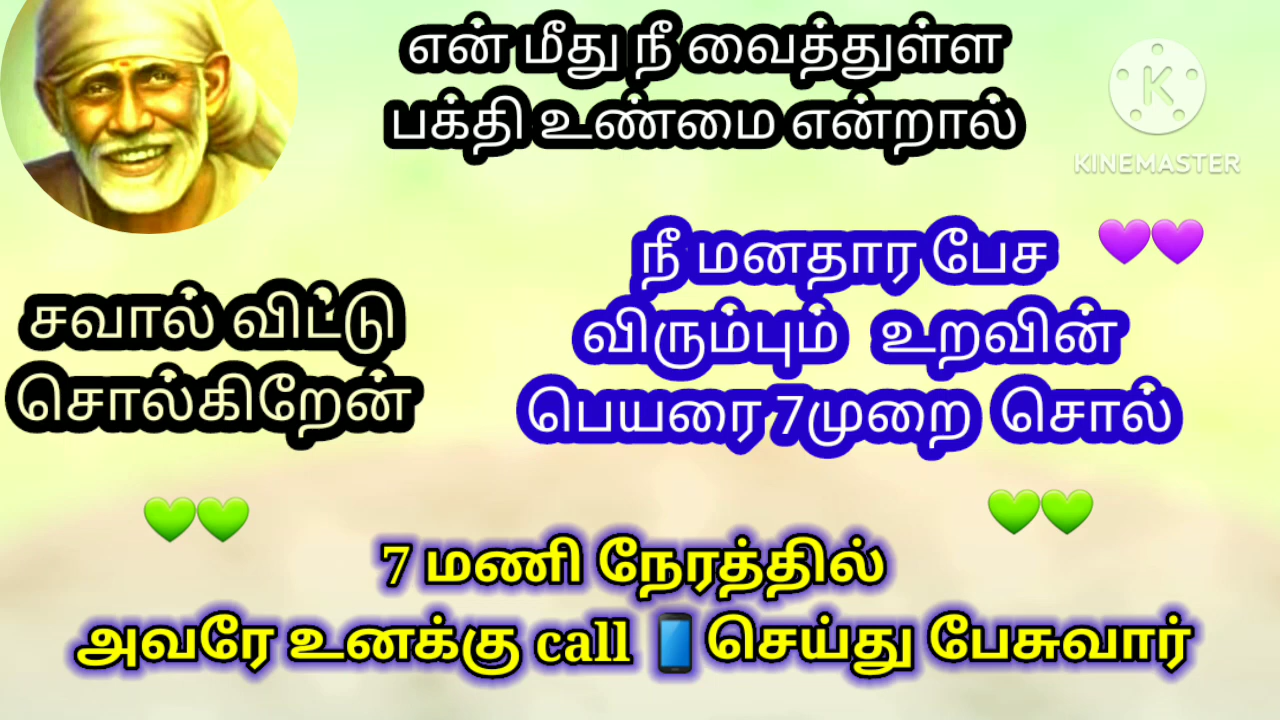 என் மீது நீ வைத்துள்ள
பக்தி உண்மை என்றால்
KINEMASTER
நீ மனதார பேச
விரும்பும் உறவின்
பெயரை 7முறை சொல்
சவால் விட்டு
சொல்கிறேன்
7 மணி நேரத்தில்
அவரே உனக்கு call 📱செய்து பேசுவார்